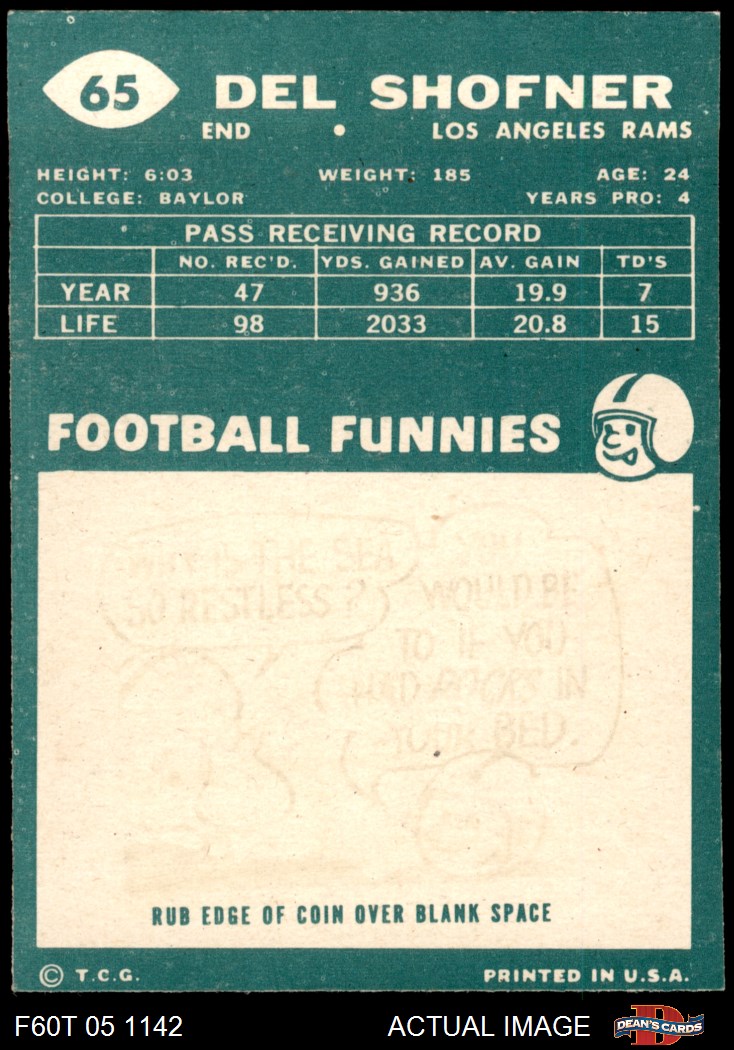 65 DEL SHOFNER
END • LOS ANGELES RAMS
HEIGHT: 6:03 WEIGHT: 185 AGE: 24
COLLEGE: BAYLOR YEARS PRO: 4
PASS RECEIVING RECORD
NO. REC'D. YDS. GAINED AV. GAIN TD'S
YEAR 47 936 19.9 7
LIFE 98 2033 20.8 15
FOOTBALL FUNNIES
WHY IS THE SEA
SO RESTLESS?
YOU
WOULD BE
TO IF YOU
HAD ROCKS IN
YOUR BED.
RUB EDGE OF COIN OVER BLANK SPACE
© T.C.G. PRINTED IN U.S.A.
F60T 05 1142 ACTUAL IMAGE D DEAN'S CARDS